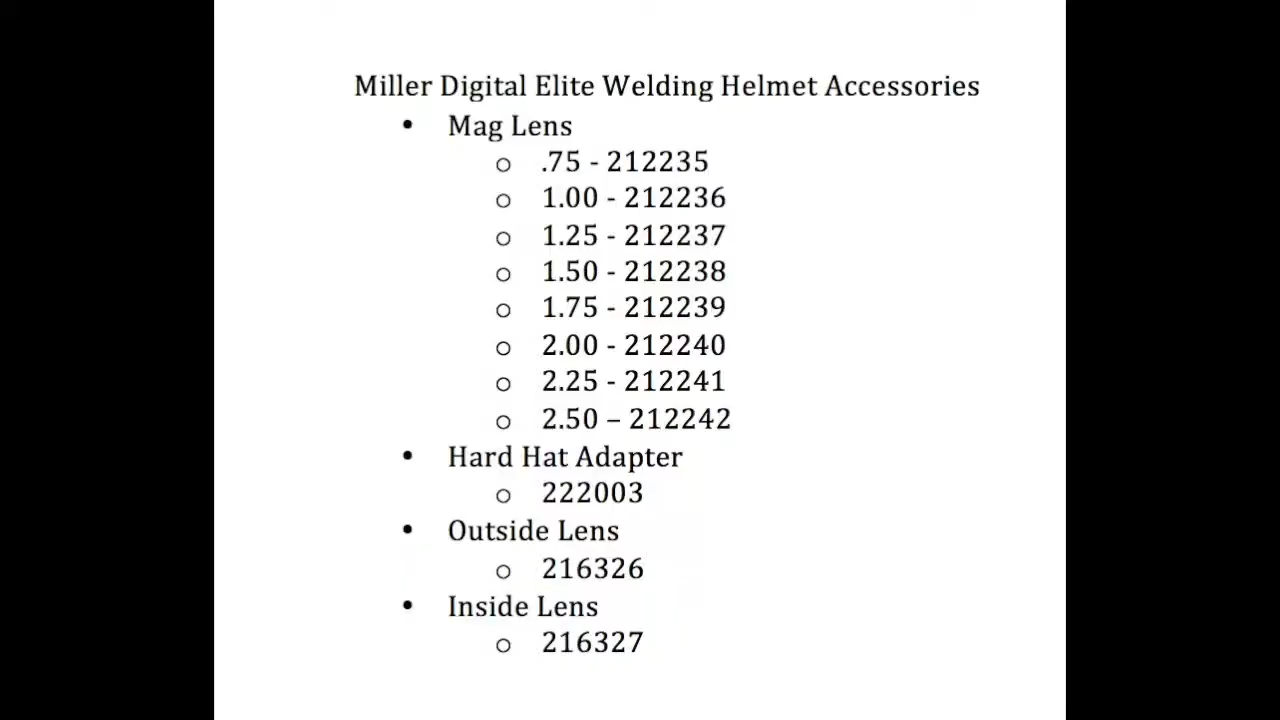 Miller Digital Elite Welding Helmet Accessories
• Mag Lens
o .75 - 212235
o 1.00 - 212236
o 1.25 - 212237
o 1.50 - 212238
o 1.75 - 212239
o 2.00 - 212240
o 2.25 - 212241
o 2.50 – 212242
• Hard Hat Adapter
o 222003
• Outside Lens
o 216326
• Inside Lens
o 216327